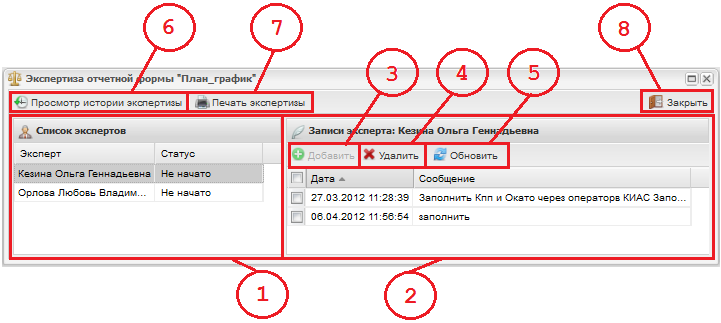 6 7 8
3 4 5
Экспертиза отчетной формы "План_график"
Просмотр истории экспертизы Печать экспертизы Закрыть
Список экспертов
Эксперт Статус
Кезина Ольга Геннадьевна Не начато
Орлова Любовь Владим... Не начато
Записи эксперта: Кезина Ольга Геннадьевна
Добавить Удалить Обновить
Дата Сообщение
27.03.2012 11:28:39 Заполнить Кпп и Окато через операторв КИАС Запо...
06.04.2012 11:56:54 заполнить
1 2